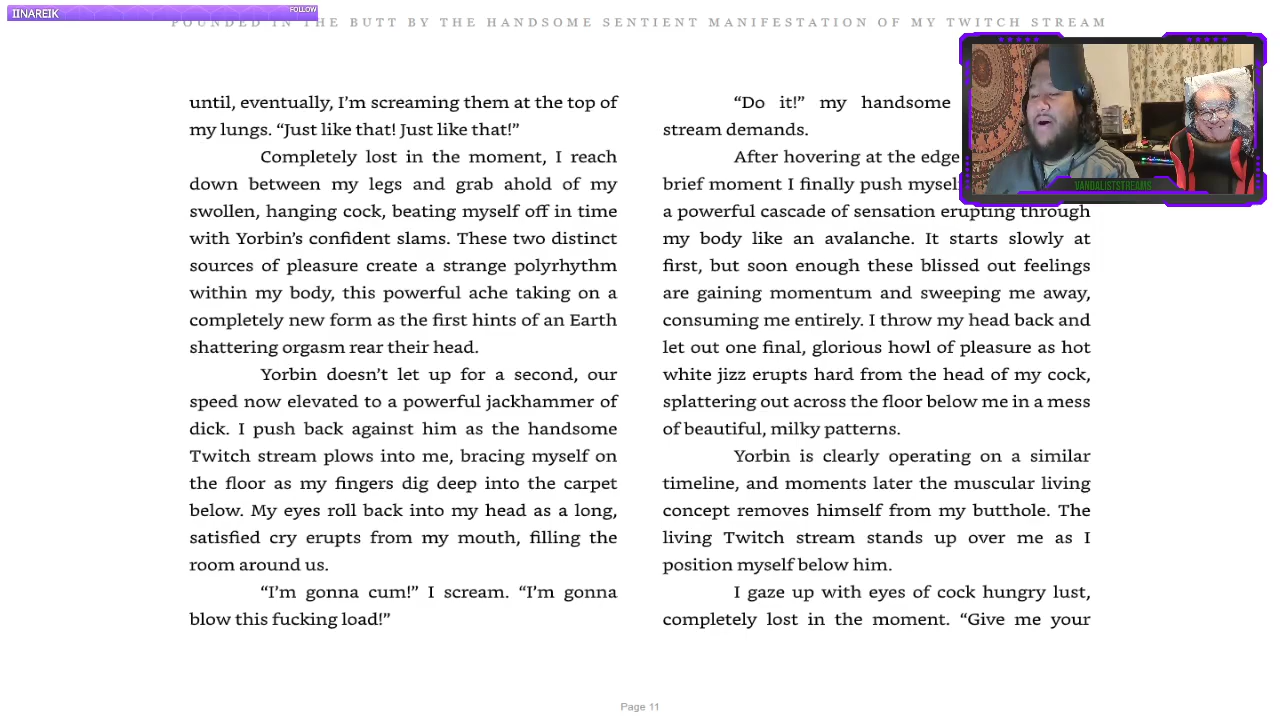 IINAREIK
FOLLOW
POUNDED IN THE BUTT BY THE HANDSOME SENTIENT MANIFESTATION OF MY TWITCH STREAM
until, eventually, I’m screaming them at the top of
my lungs. “Just like that! Just like that!”
Completely lost in the moment, I reach
down between my legs and grab ahold of my
swollen, hanging cock, beating myself off in time
with Yorbin’s confident slams. These two distinct
sources of pleasure create a strange polyrhythm
within my body, this powerful ache taking on a
completely new form as the first hints of an Earth
shattering orgasm rear their head.
Yorbin doesn’t let up for a second, our
speed now elevated to a powerful jackhammer of
dick. I push back against him as the handsome
Twitch stream plows into me, bracing myself on
the floor as my fingers dig deep into the carpet
below. My eyes roll back into my head as a long,
satisfied cry erupts from my mouth, filling the
room around us.
“I’m gonna cum!” I scream. “I’m gonna
blow this fucking load!”
“Do it!” my handsome
stream demands.
After hovering at the edge
brief moment I finally push myself
a powerful cascade of sensation erupting through
my body like an avalanche. It starts slowly at
first, but soon enough these blissed out feelings
are gaining momentum and sweeping me away,
consuming me entirely. I throw my head back and
let out one final, glorious howl of pleasure as hot
white jizz erupts hard from the head of my cock,
splattering out across the floor below me in a mess
of beautiful, milky patterns.
Yorbin is clearly operating on a similar
timeline, and moments later the muscular living
concept removes himself from my butthole. The
living Twitch stream stands up over me as I
position myself below him.
I gaze up with eyes of cock hungry lust,
completely lost in the moment. “Give me your
VANDALISTSTREAMS
Page 11